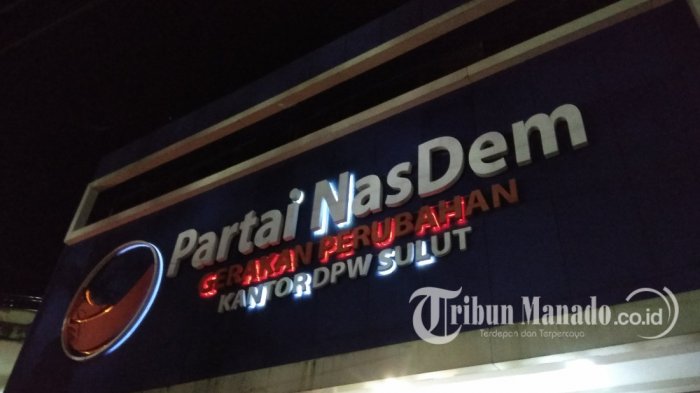 Partai NasDem
GERAKAN PERUBAHAN
KANTOR DPW SULUT
Tribun Manado.co.id
Terdepan dan Terpercaya